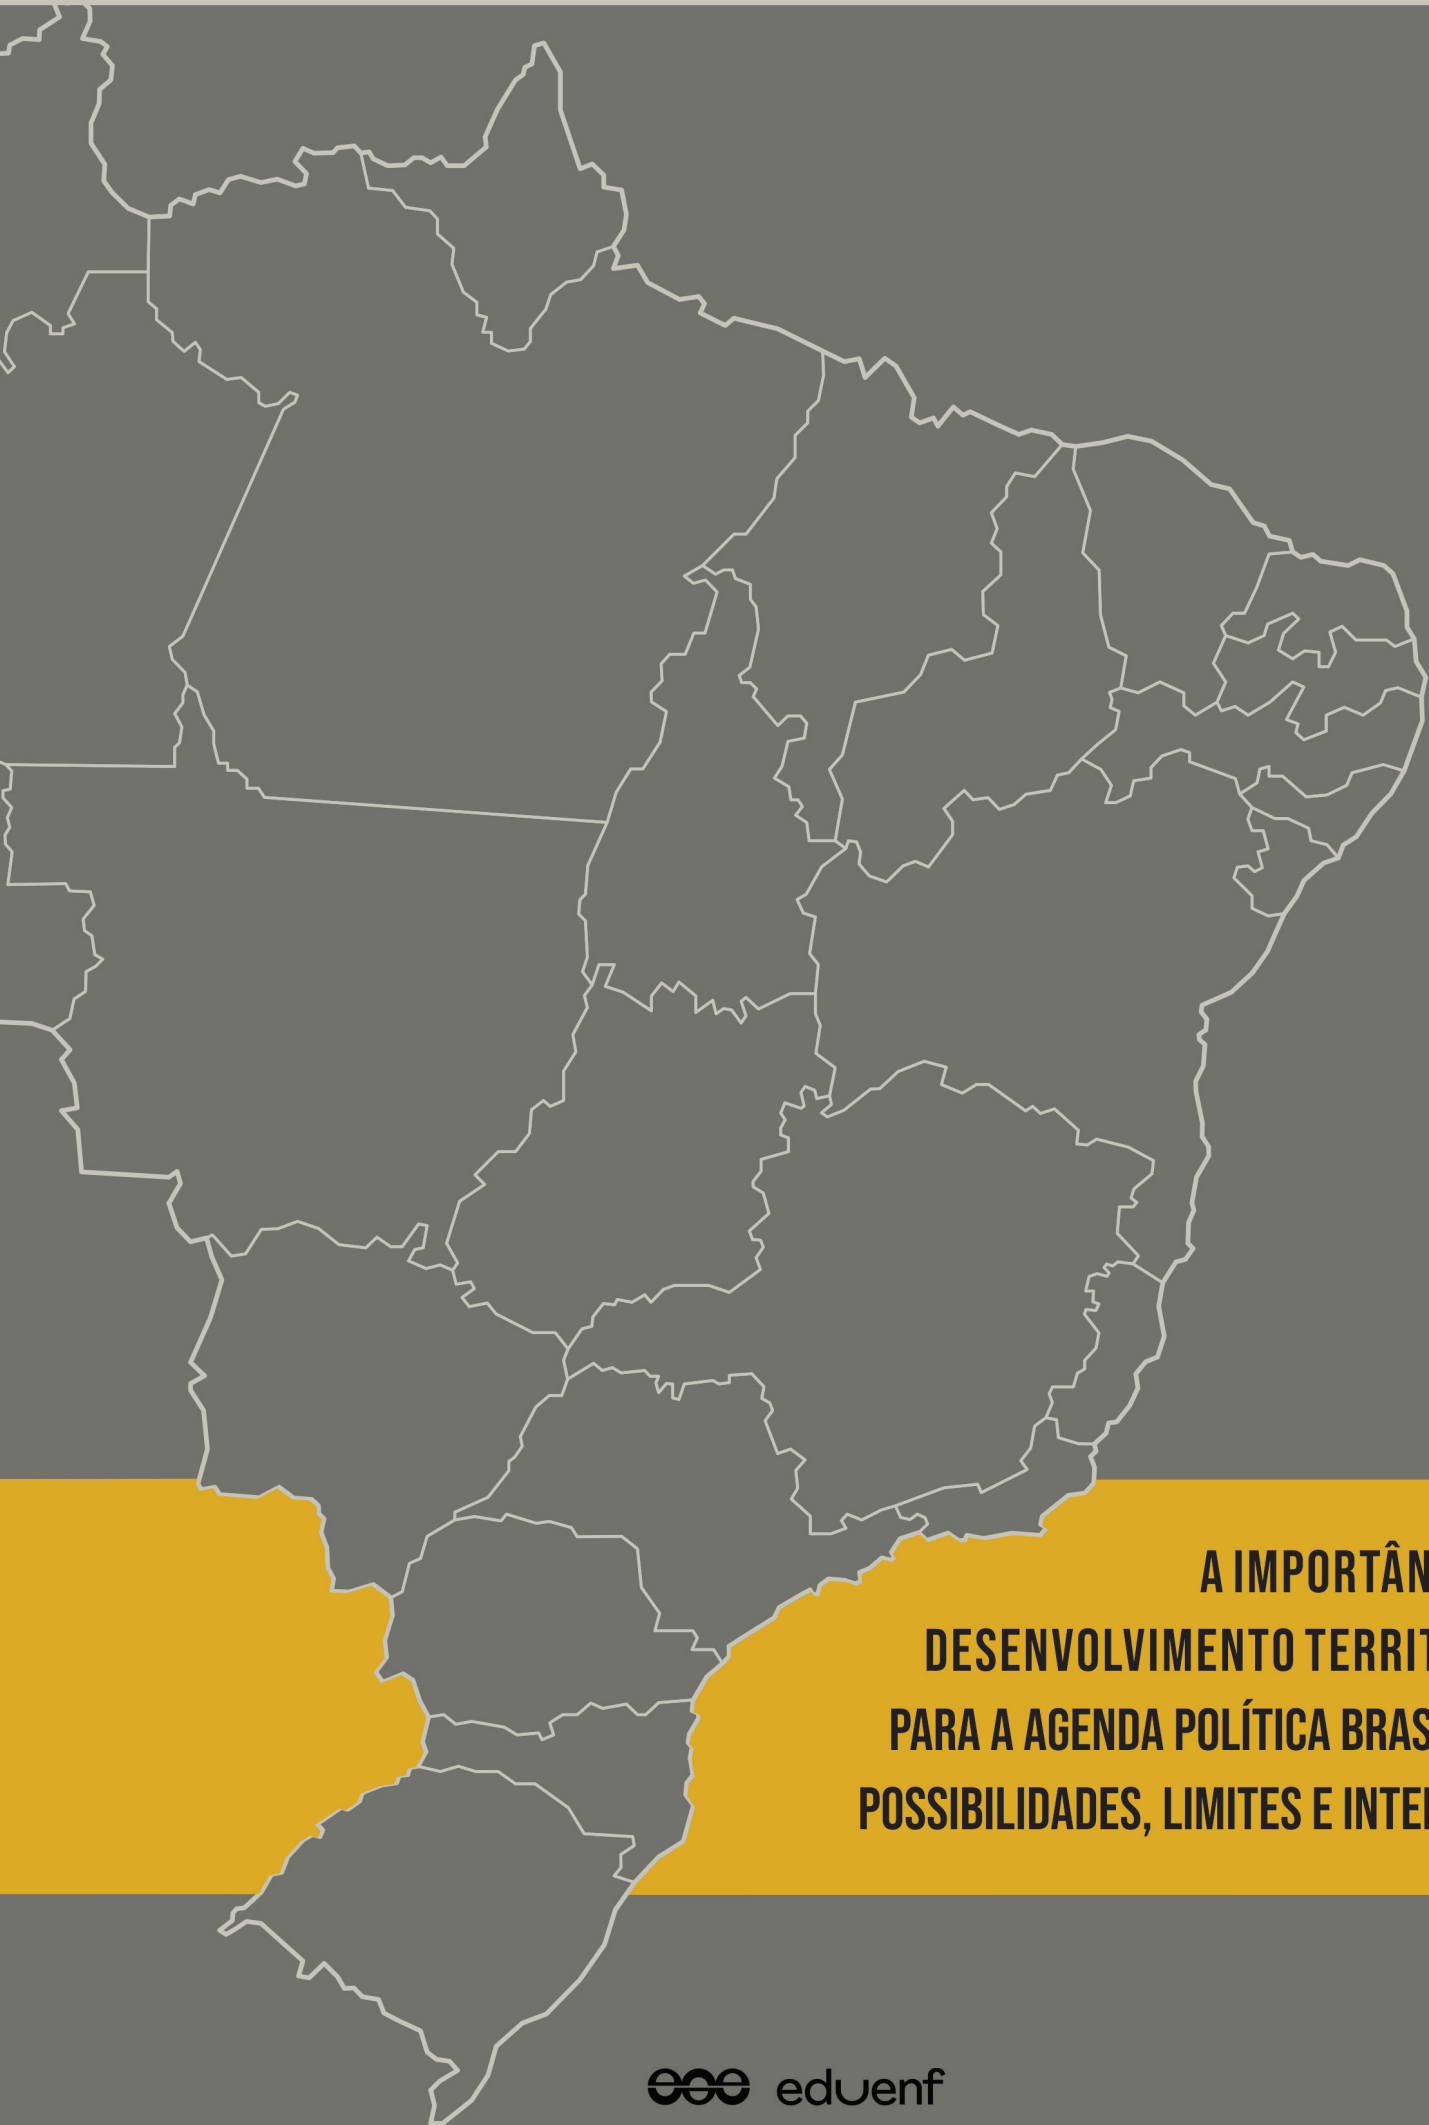 A IMPORTÂN
DESENVOLVIMENTO TERRIT
PARA A AGENDA POLÍTICA BRAS
POSSIBILIDADES, LIMITES E INTE
eduenf